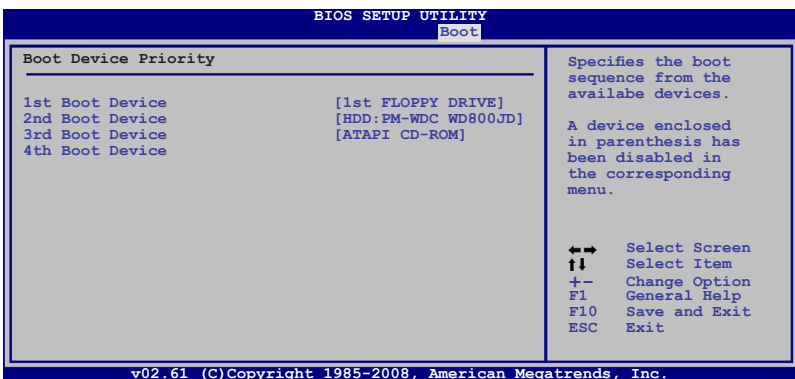 BIOS SETUP UTILITY
Boot
Boot Device Priority
1st Boot Device [1st FLOPPY DRIVE]
2nd Boot Device [HDD:PM-WDC WD800JD]
3rd Boot Device [ATAPI CD-ROM]
4th Boot Device
Specifies the boot
sequence from the
availabe devices.
A device enclosed
in parenthesis has
been disabled in
the corresponding
menu.
←→ Select Screen
↑↓ Select Item
+- Change Option
F1 General Help
F10 Save and Exit
ESC Exit
v02.61 (C)Copyright 1985-2008, American Megatrends, Inc.